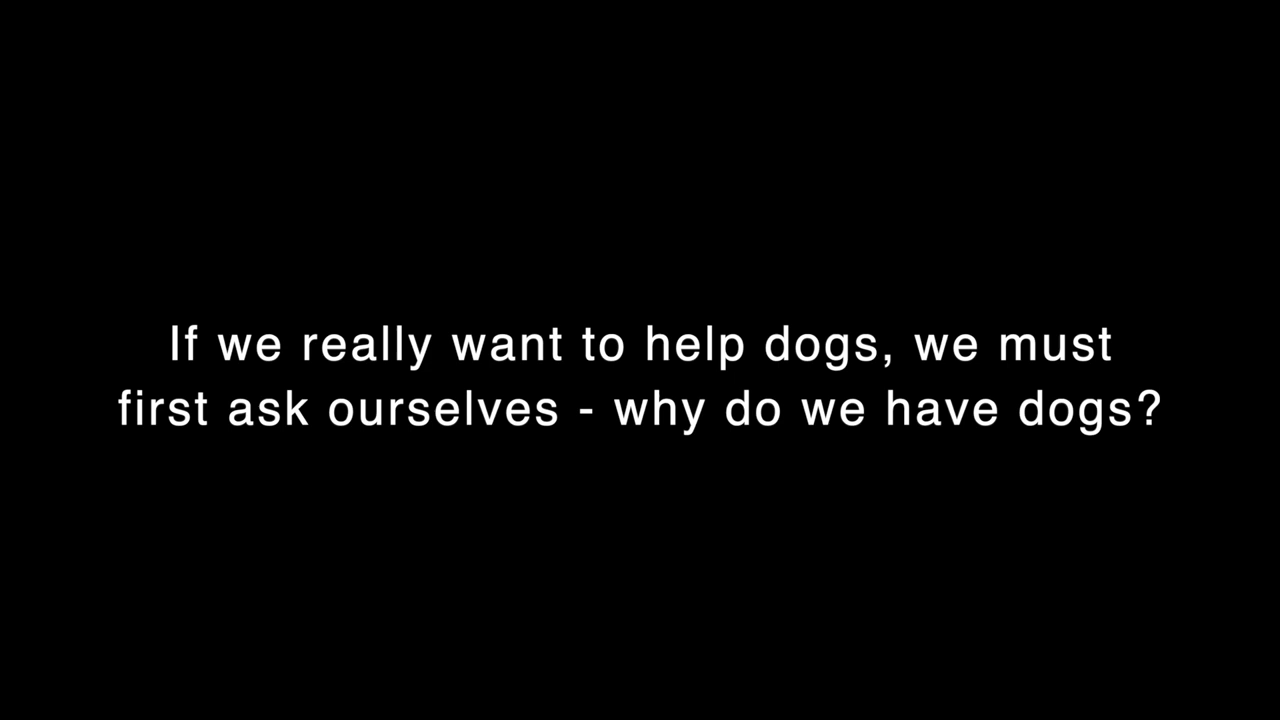 If we really want to help dogs, we must
first ask ourselves - why do we have dogs?